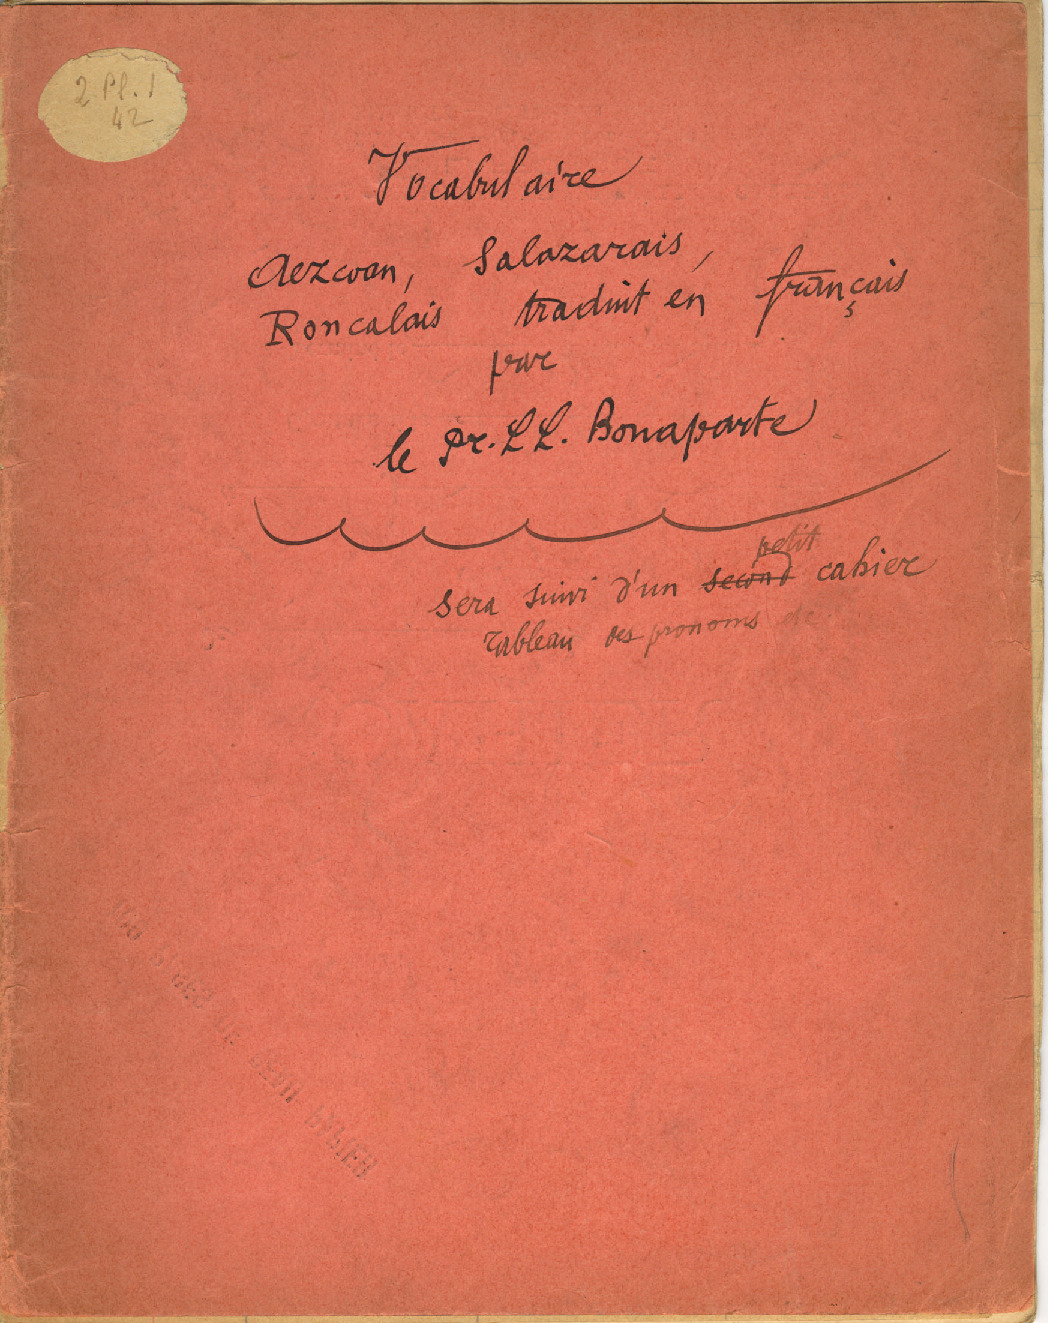 2 Pl. 1
42
Vocabulaire
Aezcoan, Salazarais,
Roncalais traduit en français
par
le Pr. L L. Bonaparte
petit
sera suivi d'un second cahier
Tableau des pronoms de